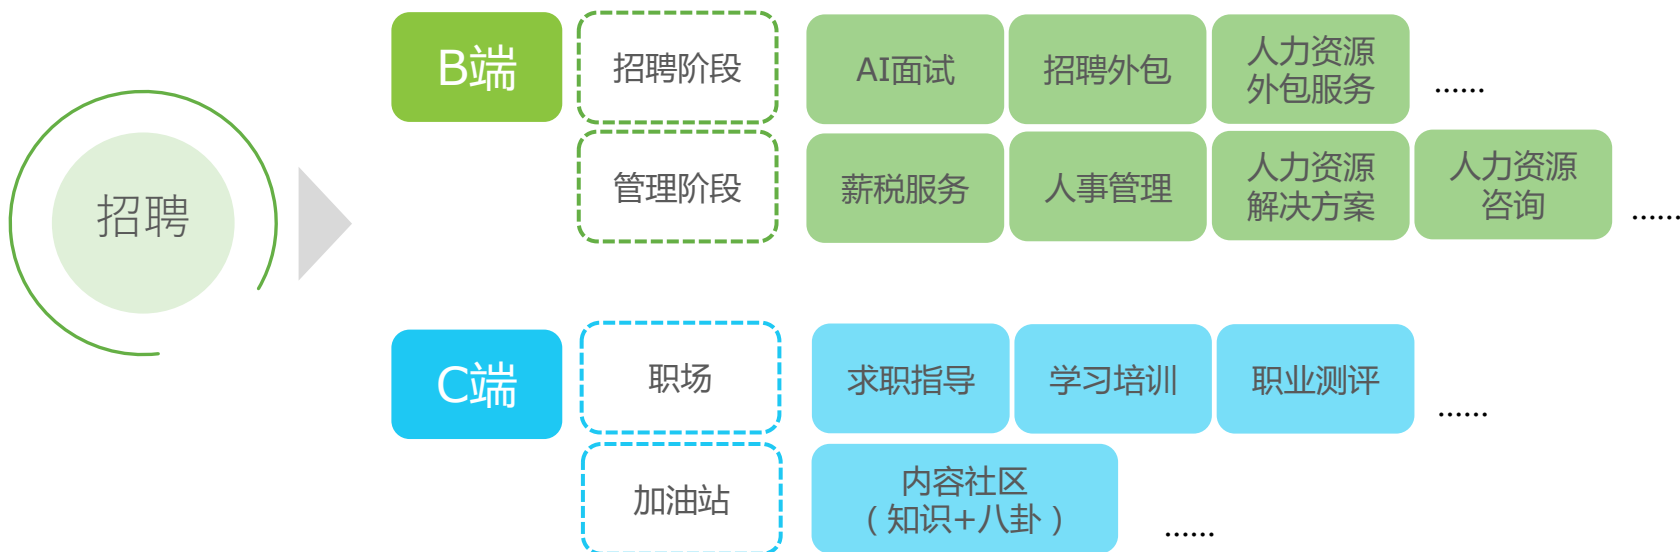 招聘
B端
招聘阶段
AI面试
招聘外包
人力资源
外包服务
......
管理阶段
薪税服务
人事管理
人力资源
解决方案
人力资源
咨询
......
C端
职场
求职指导
学习培训
职业测评
......
加油站
内容社区
（知识+八卦）
......